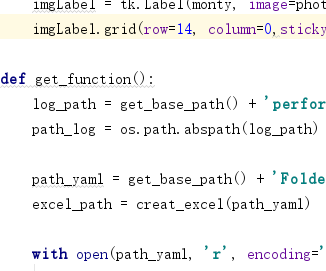 imgLabel = tk.Label(monty, image=phot
imgLabel.grid(row=14, column=0,sticky
def get_function():
log_path = get_base_path() + 'perfor
path_log = os.path.abspath(log_path)
path_yaml = get_base_path() + 'Folde
excel_path = creat_excel(path_yaml)
with open(path_yaml, 'r', encoding='